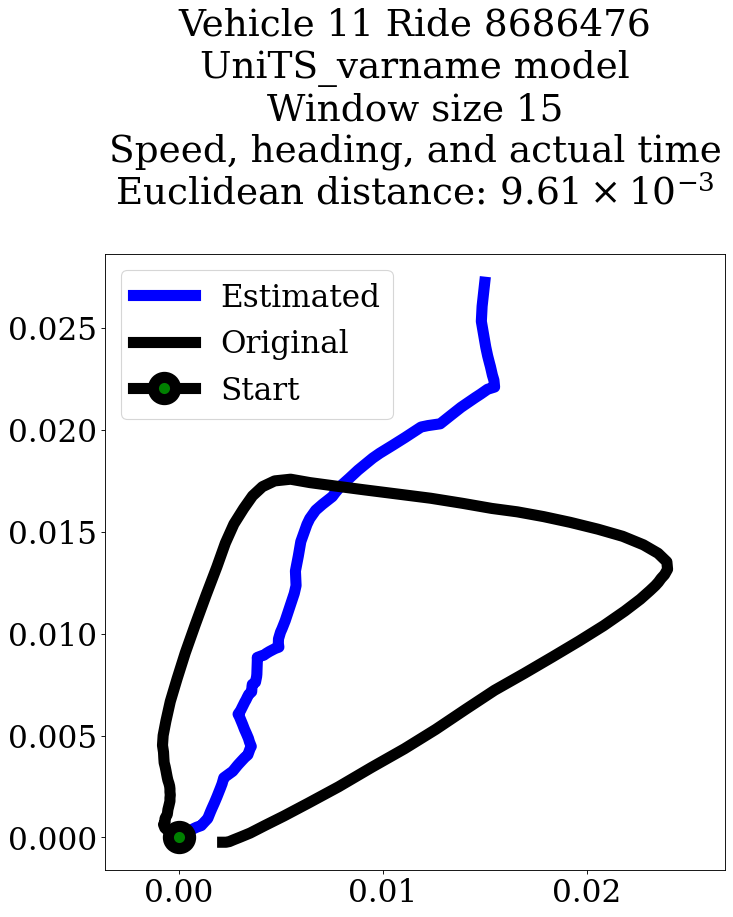 Vehicle 11 Ride 8686476
UniTS_varname model
Window size 15
Speed, heading, and actual time
Euclidean distance: 9.61 × 10⁻³
Estimated
Original
Start
0.025
0.020
0.015
0.010
0.005
0.000
0.00 0.01 0.02